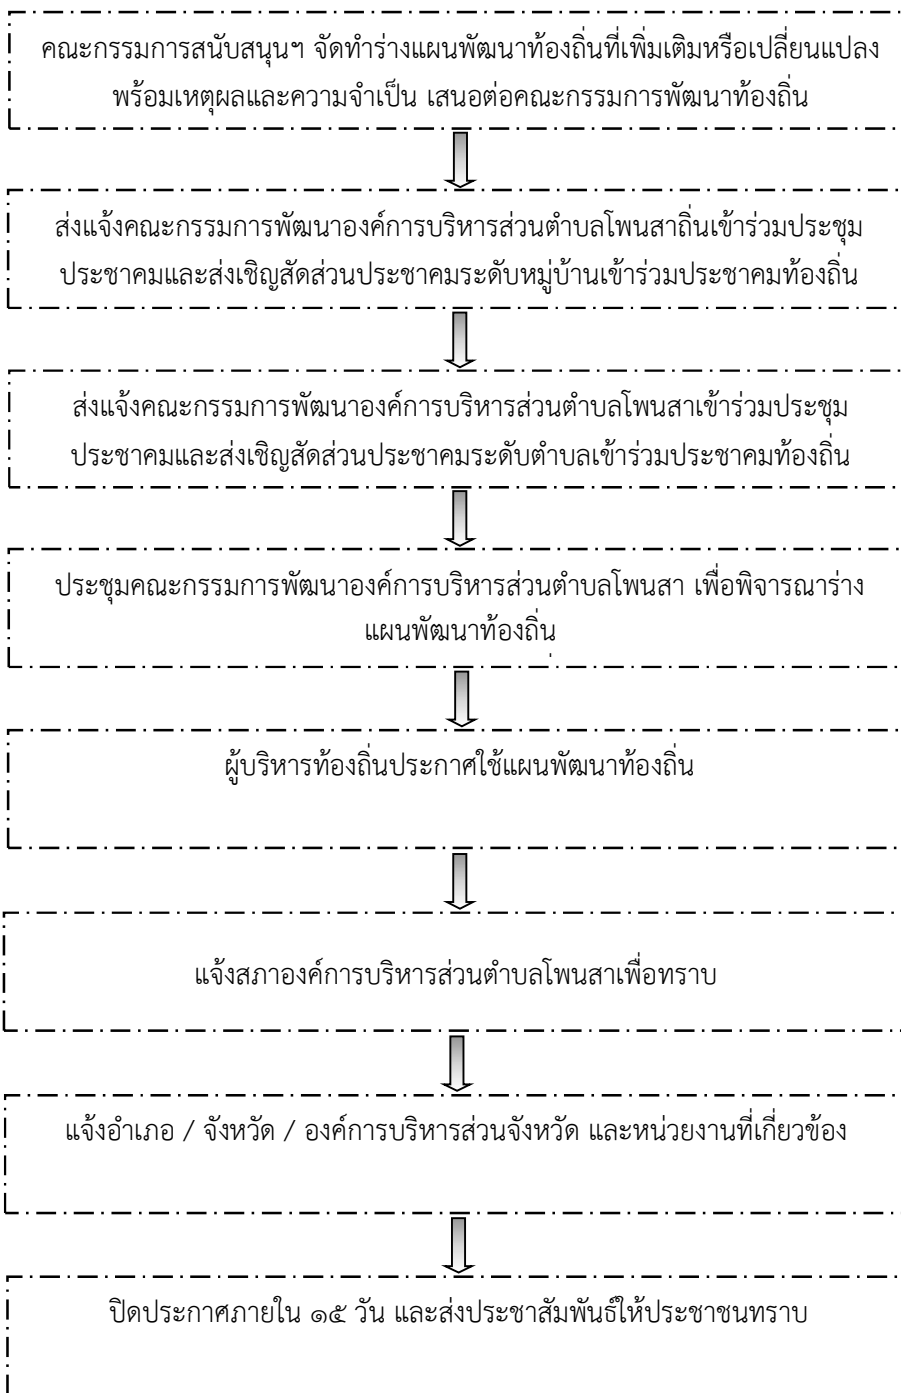 คณะกรรมการสนับสนุนฯ จัดทำร่างแผนพัฒนาท้องถิ่นที่เพิ่มเติมหรือเปลี่ยนแปลง
พร้อมเหตุผลและความจำเป็น เสนอต่อคณะกรรมการพัฒนาท้องถิ่น
ส่งแจ้งคณะกรรมการพัฒนาองค์การบริหารส่วนตำบลโพนสาถิ่นเข้าร่วมประชุม
ประชาคมและส่งเชิญสัดส่วนประชาคมระดับหมู่บ้านเข้าร่วมประชาคมท้องถิ่น
ส่งแจ้งคณะกรรมการพัฒนาองค์การบริหารส่วนตำบลโพนสาเข้าร่วมประชุม
ประชาคมและส่งเชิญสัดส่วนประชาคมระดับตำบลเข้าร่วมประชาคมท้องถิ่น
ประชุมคณะกรรมการพัฒนาองค์การบริหารส่วนตำบลโพนสา เพื่อพิจารณาร่าง
แผนพัฒนาท้องถิ่น
ผู้บริหารท้องถิ่นประกาศใช้แผนพัฒนาท้องถิ่น
แจ้งสภาองค์การบริหารส่วนตำบลโพนสาเพื่อทราบ
แจ้งอำเภอ / จังหวัด / องค์การบริหารส่วนจังหวัด และหน่วยงานที่เกี่ยวข้อง
ปิดประกาศภายใน ๑๕ วัน และส่งประชาสัมพันธ์ให้ประชาชนทราบ